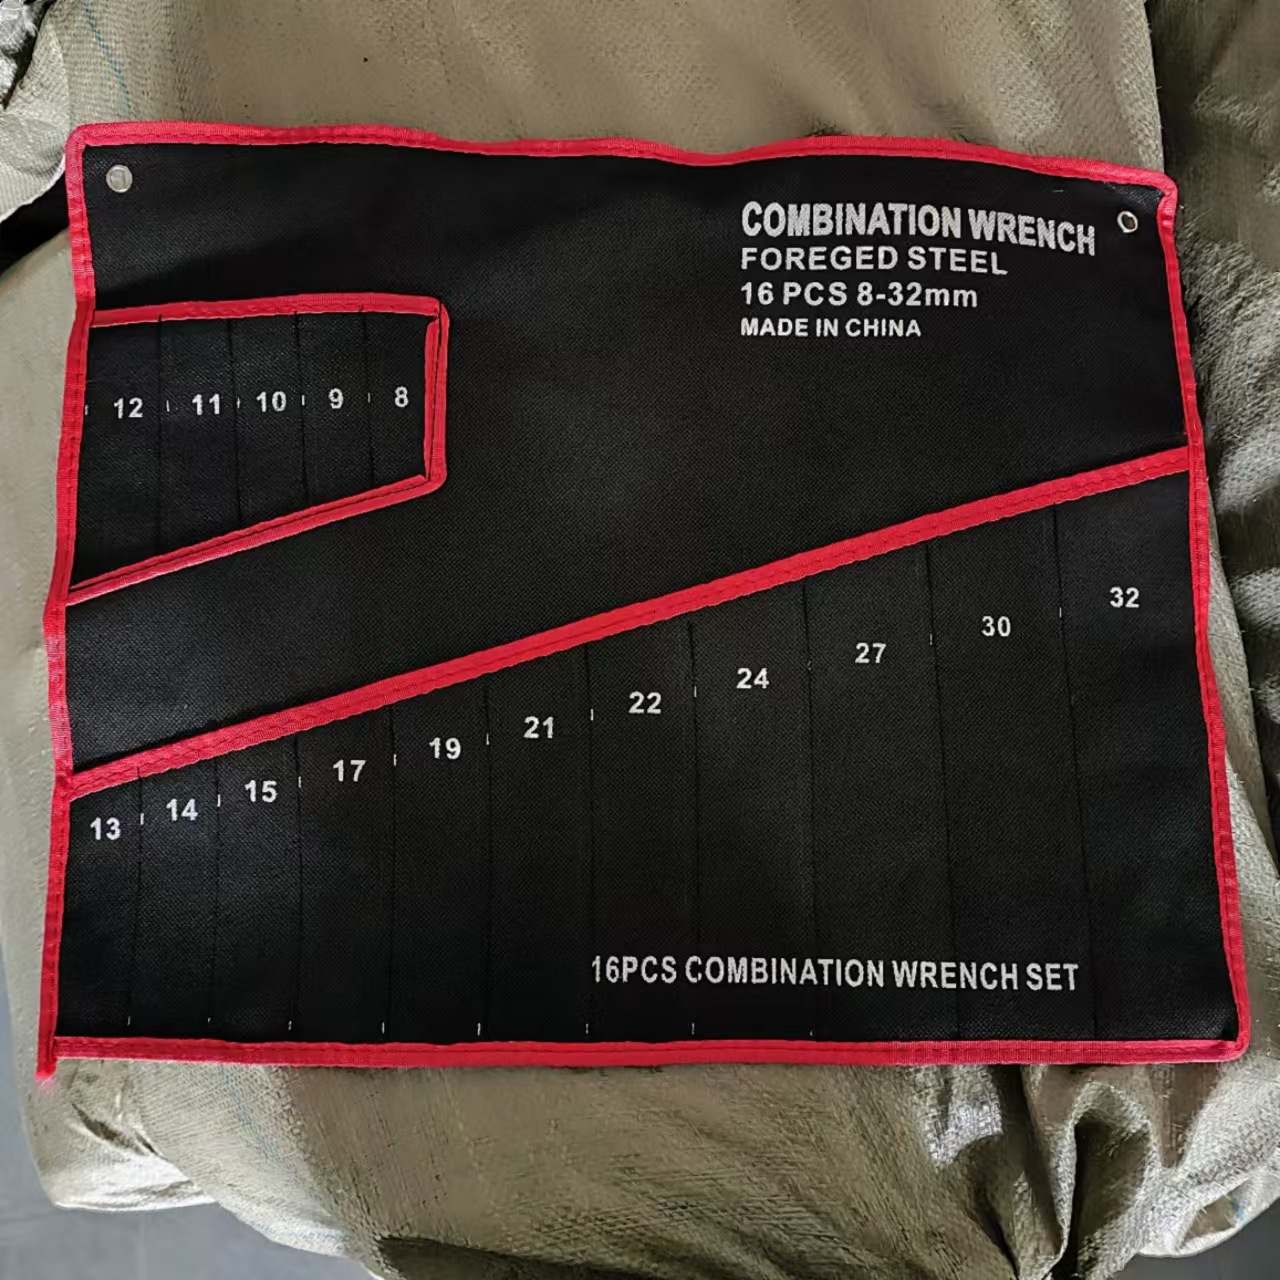 COMBINATION WRENCH
FOREGED STEEL
16 PCS 8-32mm
MADE IN CHINA
12 11 10 9 8
13 14 15 17 19 21 22 24 27 30 32
16PCS COMBINATION WRENCH SET